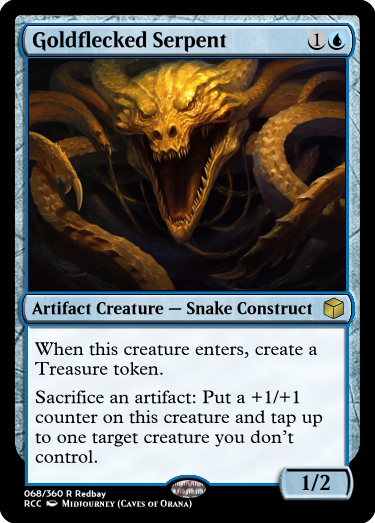 Goldflecked Serpent 1
Artifact Creature — Snake Construct
When this creature enters, create a
Treasure token.
Sacrifice an artifact: Put a +1/+1
counter on this creature and tap up
to one target creature you don't
control.
1/2
068/360 R Redbay
RCC Midjourney (Caves of Orana)